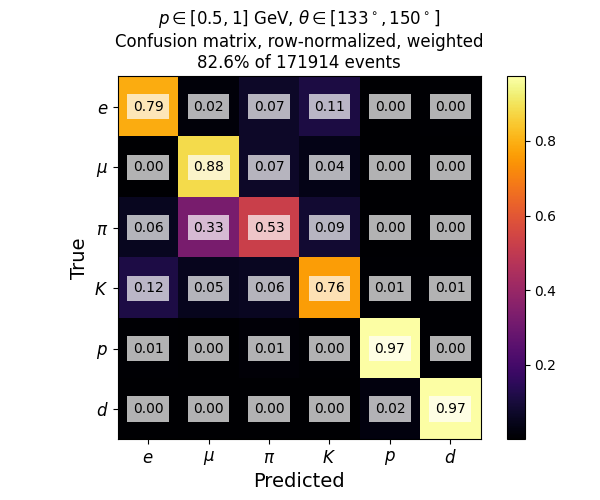 p ∈ [0.5, 1] GeV, θ ∈ [133°, 150°]
Confusion matrix, row-normalized, weighted
82.6% of 171914 events
e 0.79 0.02 0.07 0.11 0.00 0.00
μ 0.00 0.88 0.07 0.04 0.00 0.00
π 0.06 0.33 0.53 0.09 0.00 0.00
K 0.12 0.05 0.06 0.76 0.01 0.01
p 0.01 0.00 0.01 0.00 0.97 0.00
d 0.00 0.00 0.00 0.00 0.02 0.97
e μ π K p d
Predicted
True
0.8
0.6
0.4
0.2